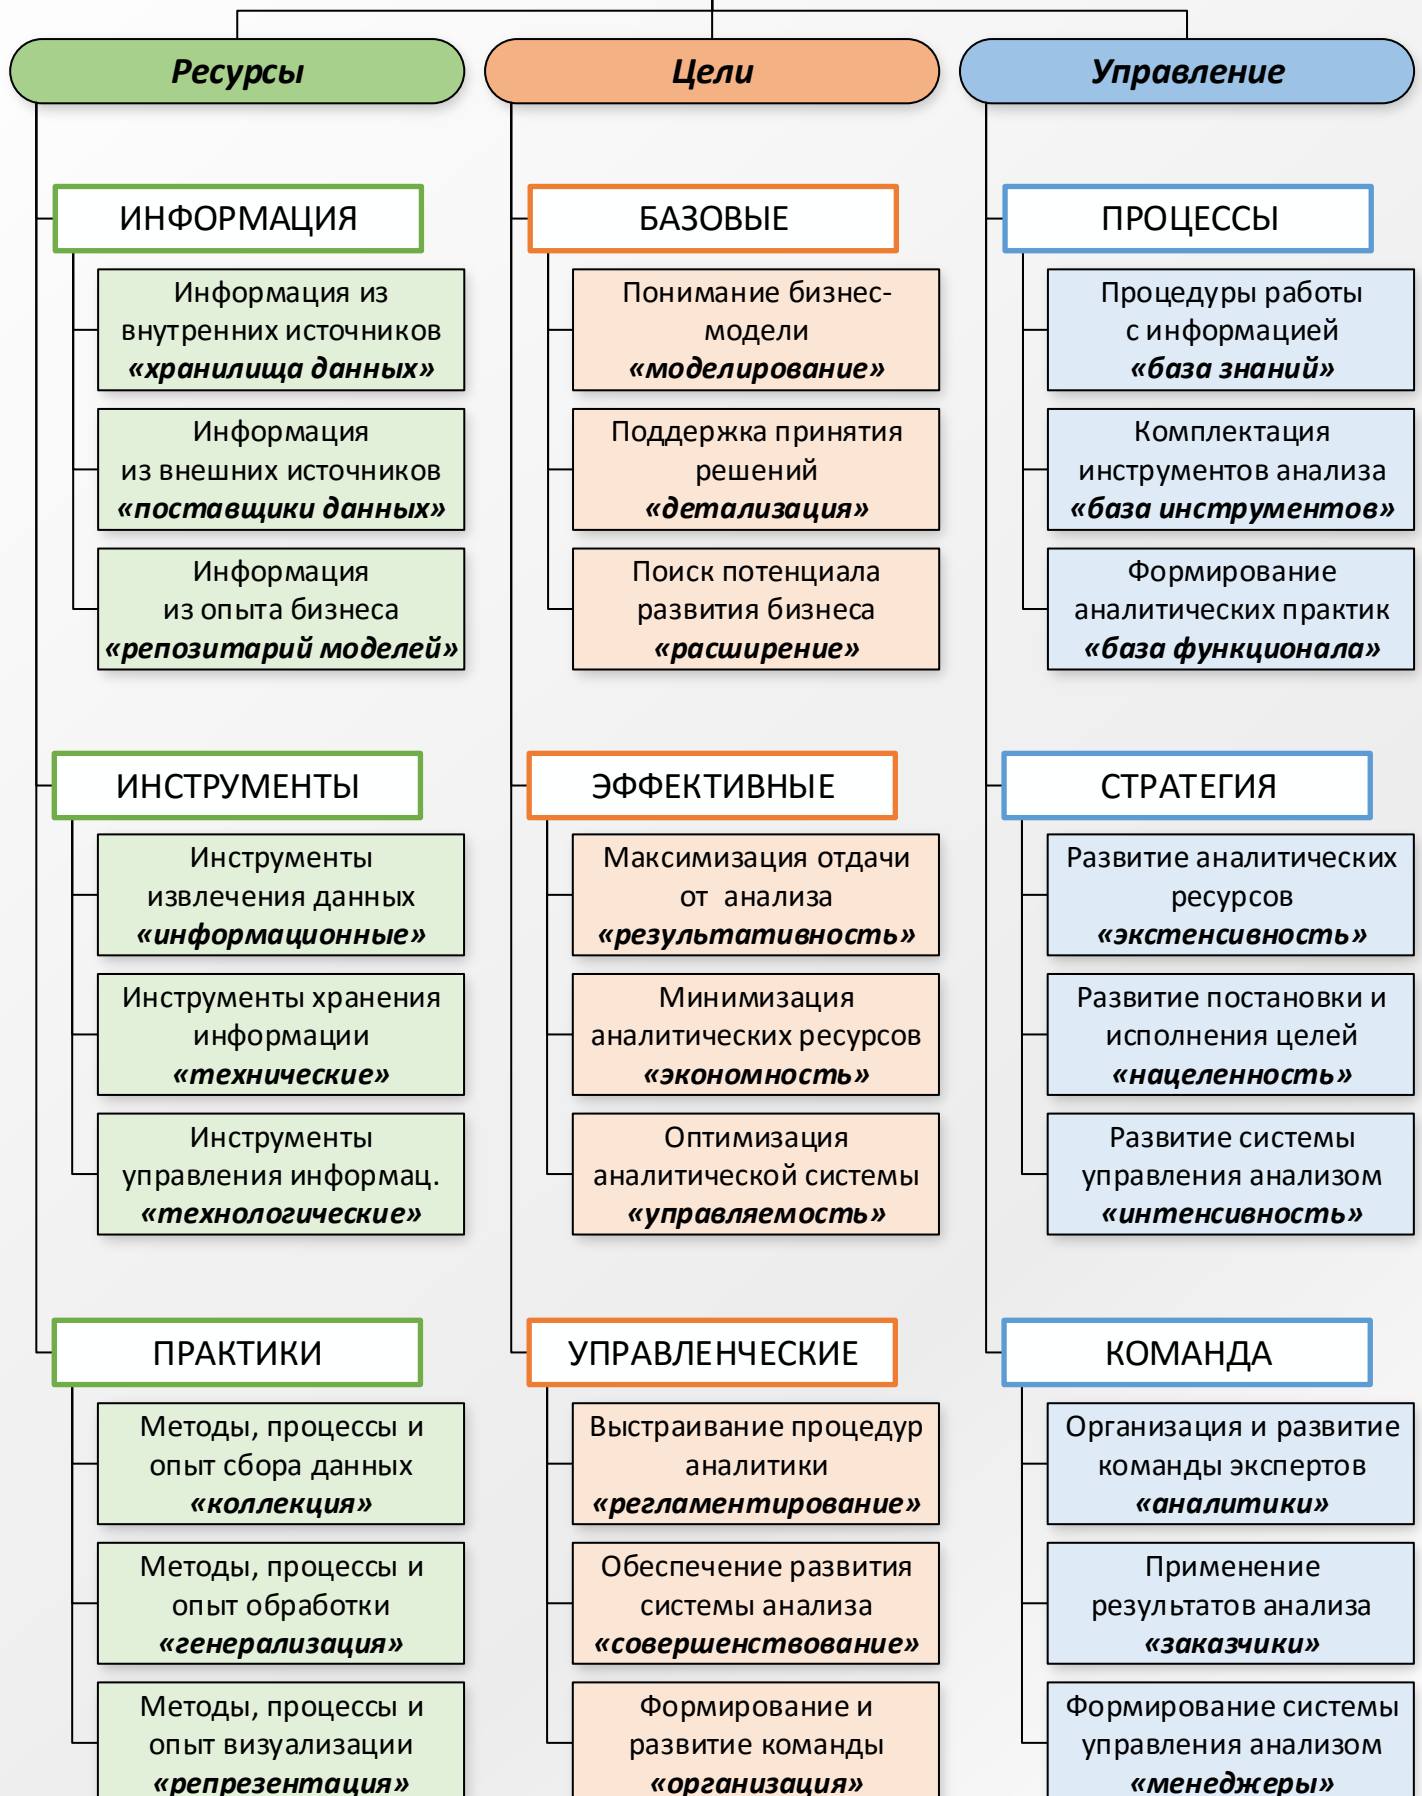 Ресурсы
ИНФОРМАЦИЯ
Информация из
внутренних источников
«хранилища данных»
Информация
из внешних источников
«поставщики данных»
Информация
из опыта бизнеса
«репозитарий моделей»
ИНСТРУМЕНТЫ
Инструменты
извлечения данных
«информационные»
Инструменты хранения
информации
«технические»
Инструменты
управления информац.
«технологические»
ПРАКТИКИ
Методы, процессы и
опыт сбора данных
«коллекция»
Методы, процессы и
опыт обработки
«генерализация»
Методы, процессы и
опыт визуализации
«репрезентация»
Цели
БАЗОВЫЕ
Понимание бизнес-
модели
«моделирование»
Поддержка принятия
решений
«детализация»
Поиск потенциала
развития бизнеса
«расширение»
ЭФФЕКТИВНЫЕ
Максимизация отдачи
от  анализа
«результативность»
Минимизация
аналитических ресурсов
«экономность»
Оптимизация
аналитической системы
«управляемость»
УПРАВЛЕНЧЕСКИЕ
Выстраивание процедур
аналитики
«регламентирование»
Обеспечение развития
системы анализа
«совершенствование»
Формирование и
развитие команды
«организация»
Управление
ПРОЦЕССЫ
Процедуры работы
с информацией
«база знаний»
Комплектация
инструментов анализа
«база инструментов»
Формирование
аналитических практик
«база функционала»
СТРАТЕГИЯ
Развитие аналитических
ресурсов
«экстенсивность»
Развитие постановки и
исполнения целей
«нацеленность»
Развитие системы
управления анализом
«интенсивность»
КОМАНДА
Организация и развитие
команды экспертов
«аналитики»
Применение
результатов анализа
«заказчики»
Формирование системы
управления анализом
«менеджеры»